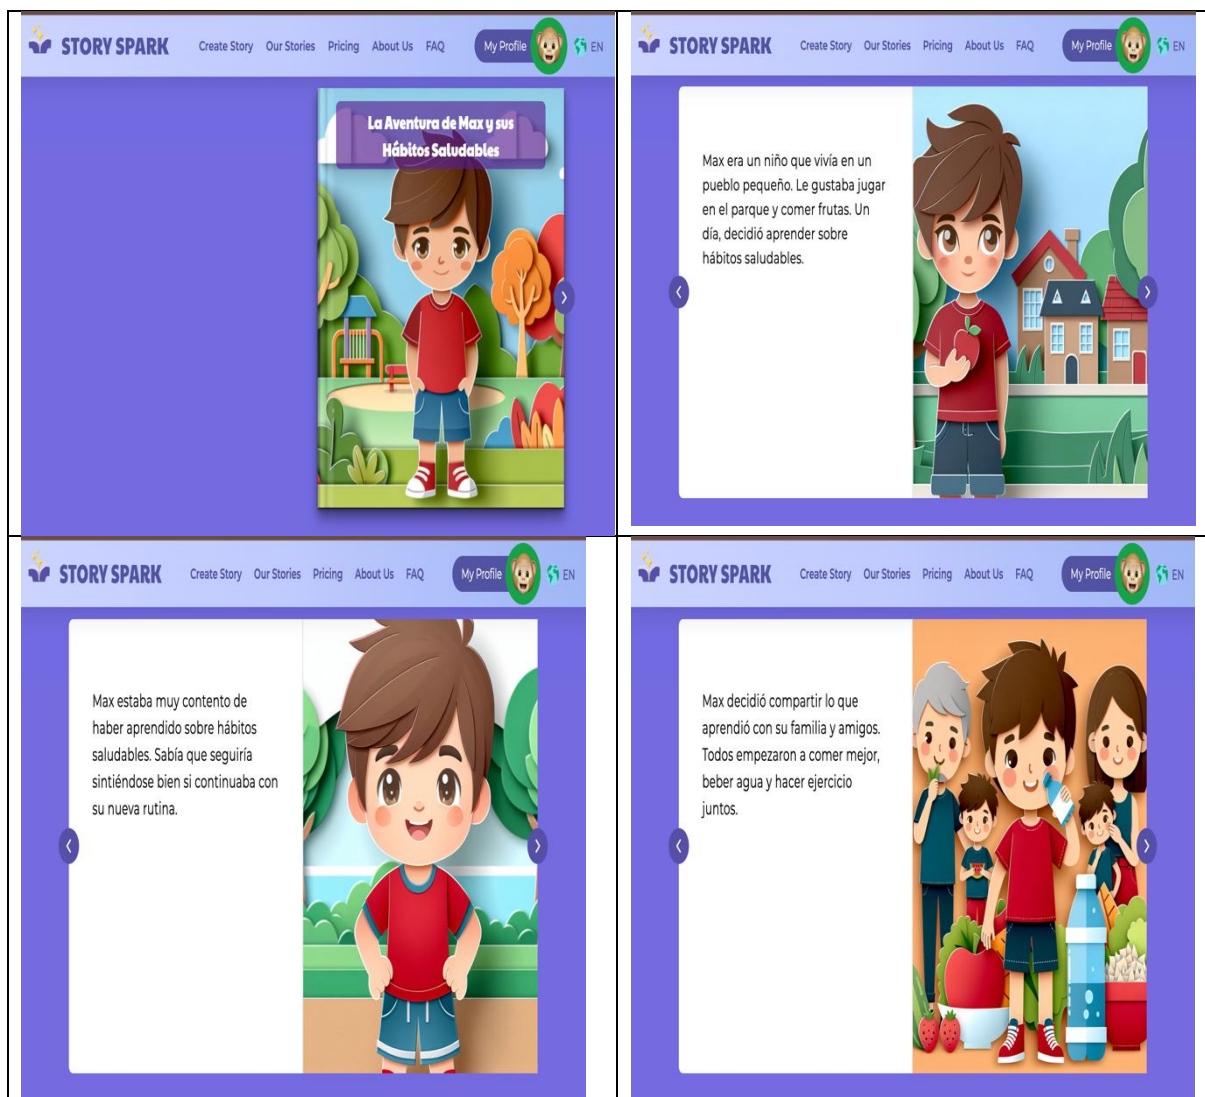 STORY SPARK
Create Story Our Stories Pricing About Us FAQ
My Profile
EN
La Aventura de Max y sus
Hábitos Saludables
STORY SPARK
Create Story Our Stories Pricing About Us FAQ
My Profile
EN
Max era un niño que vivía en un
pueblo pequeño. Le gustaba jugar
en el parque y comer frutas. Un
día, decidió aprender sobre
hábitos saludables.
STORY SPARK
Create Story Our Stories Pricing About Us FAQ
My Profile
EN
Max estaba muy contento de
haber aprendido sobre hábitos
saludables. Sabía que seguiría
sintiéndose bien si continuaba con
su nueva rutina.
STORY SPARK
Create Story Our Stories Pricing About Us FAQ
My Profile
EN
Max decidió compartir lo que
aprendió con su familia y amigos.
Todos empezaron a comer mejor,
beber agua y hacer ejercicio
juntos.